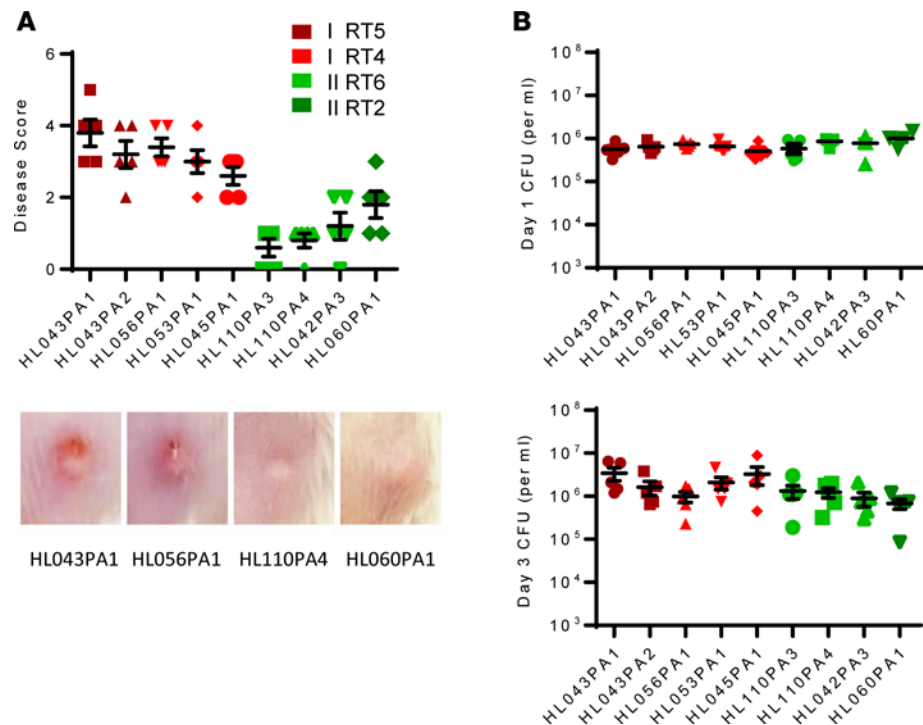 A
I RT5
I RT4
II RT6
II RT2
Disease Score
6
4
2
0
HL043PA1
HL043PA2
HL056PA1
HL053PA1
HL045PA1
HL110PA3
HL110PA4
HL042PA3
HL060PA1
HL043PA1 HL056PA1 HL110PA4 HL060PA1
B
Day 1 CFU (per ml)
10⁸
10⁷
10⁶
10⁵
10⁴
10³
HL043PA1
HL043PA2
HL056PA1
HL53PA1
HL045PA1
HL110PA3
HL110PA4
HL042PA3
HL60PA1
Day 3 CFU (per ml)
10⁸
10⁷
10⁶
10⁵
10⁴
10³
HL043PA1
HL043PA2
HL056PA1
HL053PA1
HL045PA1
HL110PA3
HL110PA4
HL042PA3
HL060PA1